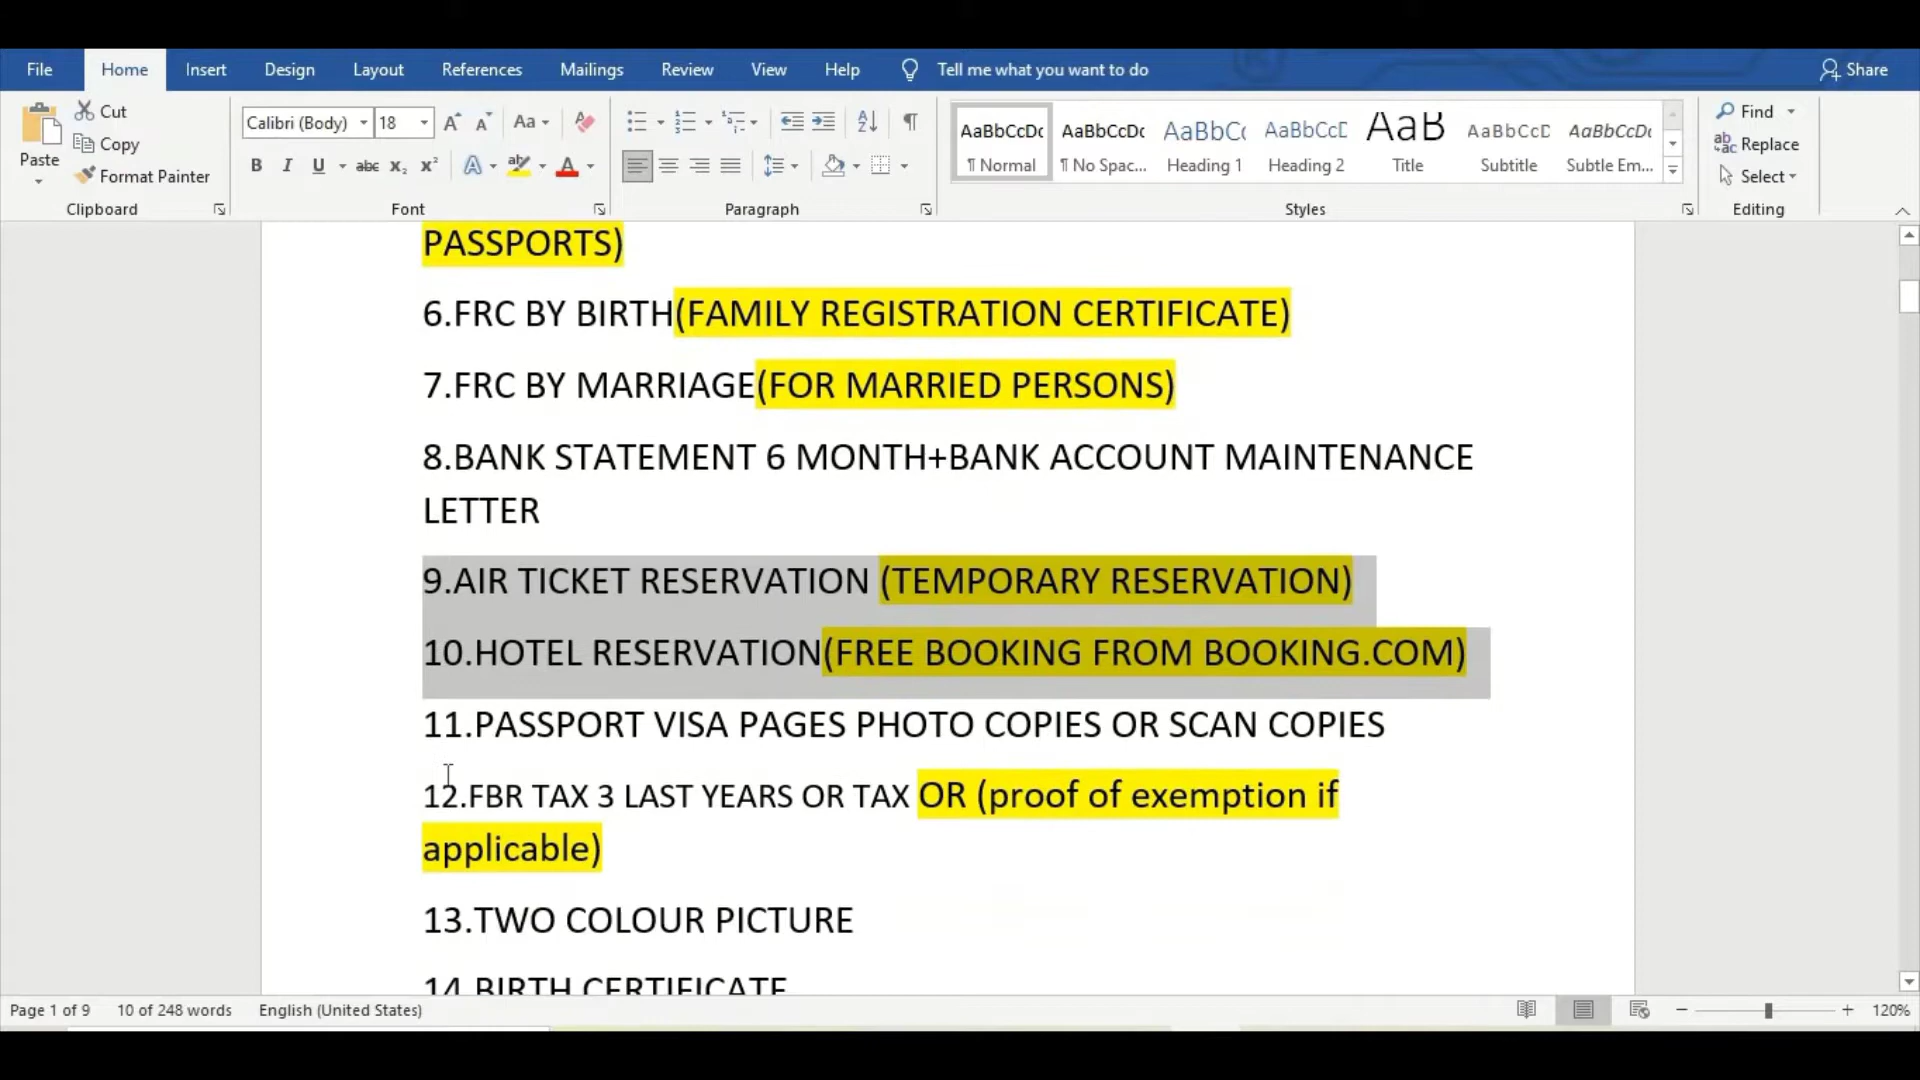 File Home Insert Design Layout References Mailings Review View Help Tell me what you want to do Share
Cut
Copy
Format Painter
Paste
Clipboard
Calibri (Body) 18
Font
Paragraph
AaBbCcDc AaBbCcDc AaBbC AaBbCcD AaB AaBbCcD AaBbCcDc
¶ Normal ¶ No Spac... Heading 1 Heading 2 Title Subtitle Subtle Em...
Styles
Find
Replace
Select
Editing
PASSPORTS)
6.FRC BY BIRTH(FAMILY REGISTRATION CERTIFICATE)
7.FRC BY MARRIAGE(FOR MARRIED PERSONS)
8.BANK STATEMENT 6 MONTH+BANK ACCOUNT MAINTENANCE
LETTER
9.AIR TICKET RESERVATION (TEMPORARY RESERVATION)
10.HOTEL RESERVATION(FREE BOOKING FROM BOOKING.COM)
11.PASSPORT VISA PAGES PHOTO COPIES OR SCAN COPIES
12.FBR TAX 3 LAST YEARS OR TAX OR (proof of exemption if
applicable)
13.TWO COLOUR PICTURE
14.BIRTH CERTIFICATE
Page 1 of 9 10 of 248 words English (United States) 120%